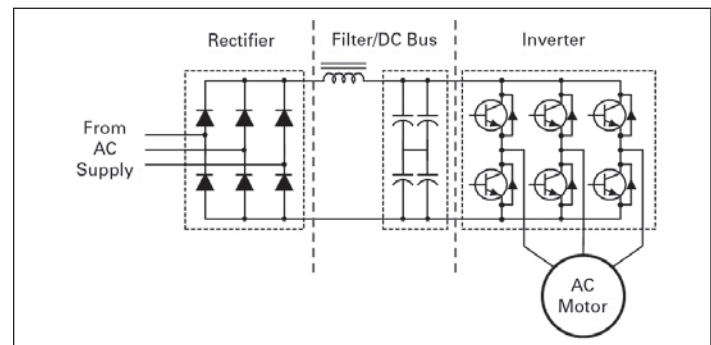 Rectifier
Filter/DC Bus
Inverter
From
AC
Supply
AC
Motor